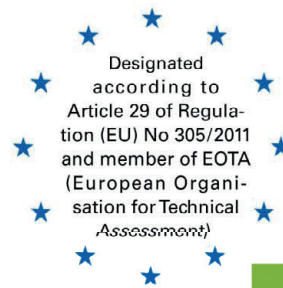 Designated
according to
Article 29 of Regula-
tion (EU) No 305/2011
and member of EOTA
(European Organi-
sation for Technical
Assessment)